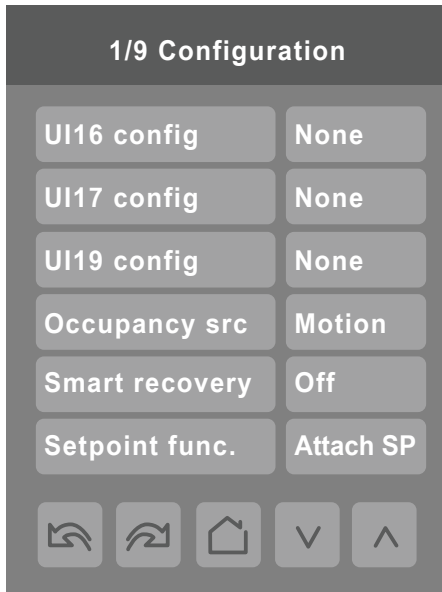 1/9 Configuration
UI16 config None
UI17 config None
UI19 config None
Occupancy src Motion
Smart recovery Off
Setpoint func. Attach SP